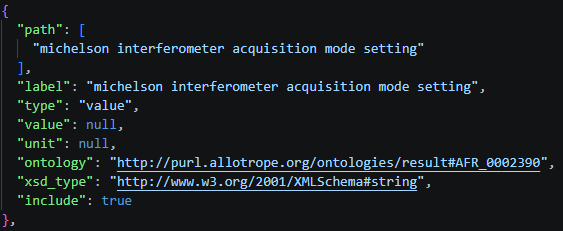 {
"path": [
"michelson interferometer acquisition mode setting"
],
"label": "michelson interferometer acquisition mode setting",
"type": "value",
"value": null,
"unit": null,
"ontology": "http://purl.allotrope.org/ontologies/result#AFR_0002390",
"xsd_type": "http://www.w3.org/2001/XMLSchema#string",
"include": true
},